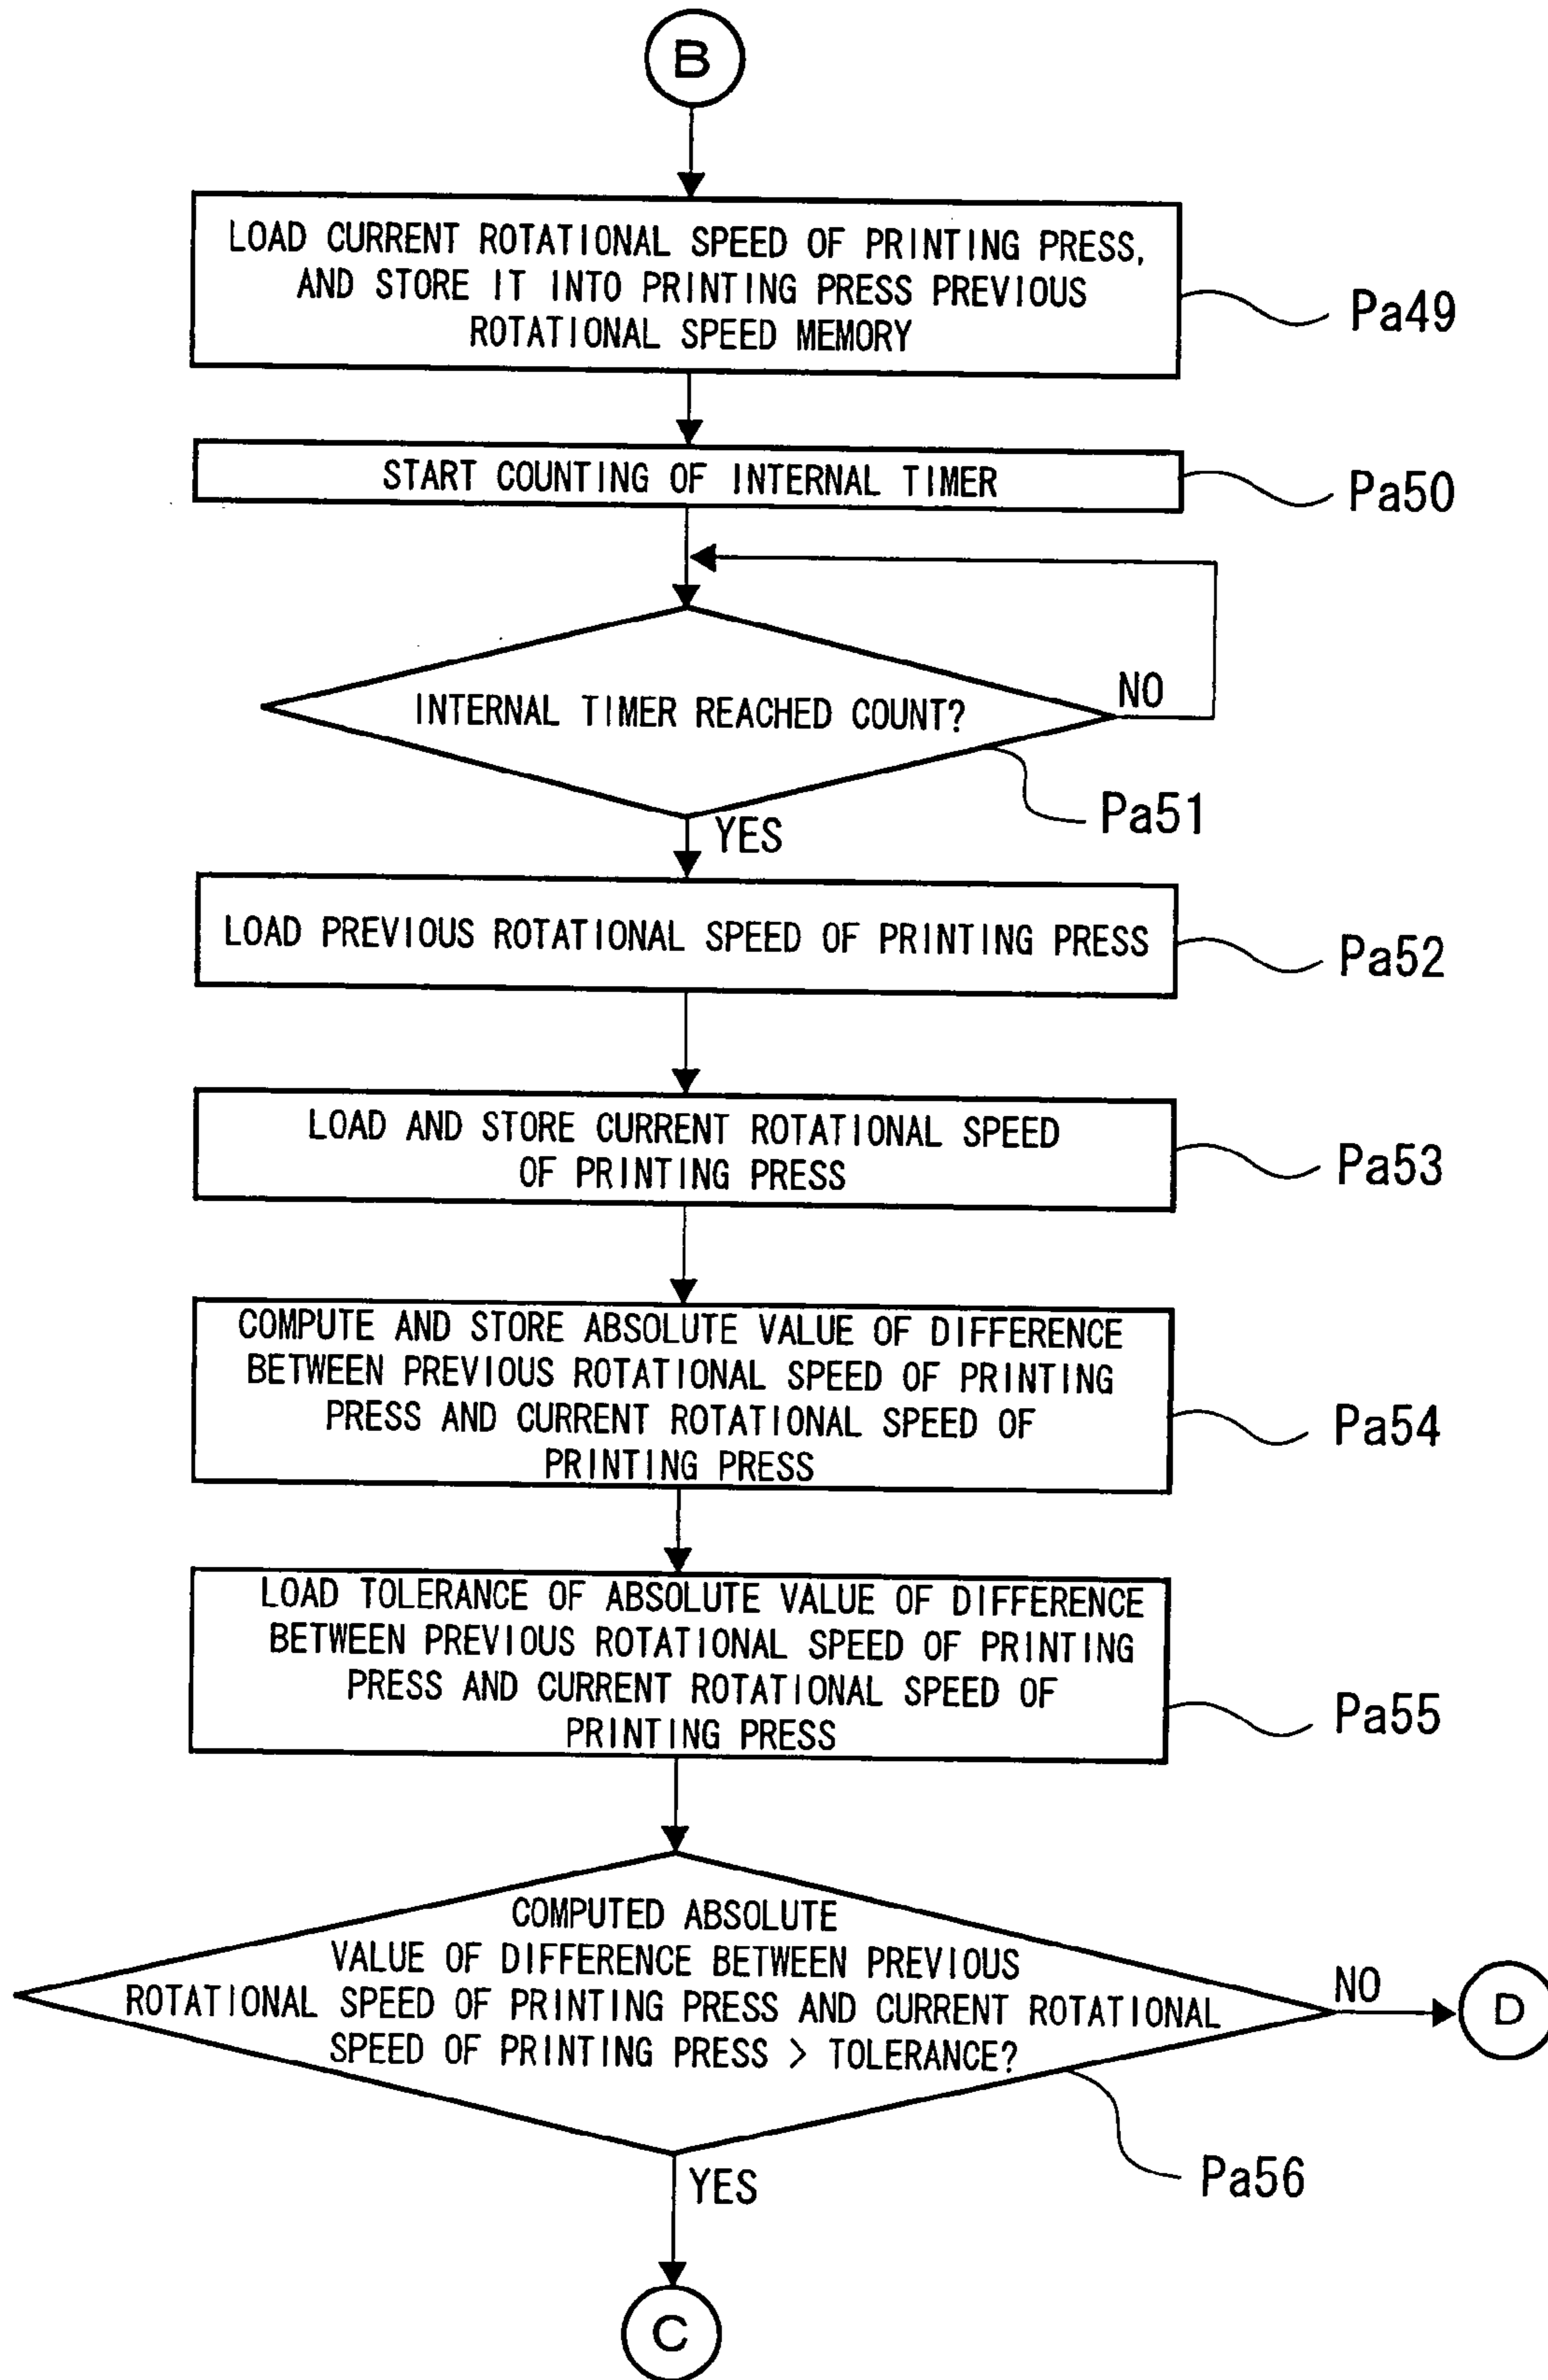 B
LOAD CURRENT ROTATIONAL SPEED OF PRINTING PRESS,
AND STORE IT INTO PRINTING PRESS PREVIOUS
ROTATIONAL SPEED MEMORY
Pa49
START COUNTING OF INTERNAL TIMER
Pa50
INTERNAL TIMER REACHED COUNT?
NO
Pa51
YES
LOAD PREVIOUS ROTATIONAL SPEED OF PRINTING PRESS
Pa52
LOAD AND STORE CURRENT ROTATIONAL SPEED
OF PRINTING PRESS
Pa53
COMPUTE AND STORE ABSOLUTE VALUE OF DIFFERENCE
BETWEEN PREVIOUS ROTATIONAL SPEED OF PRINTING
PRESS AND CURRENT ROTATIONAL SPEED OF
PRINTING PRESS
Pa54
LOAD TOLERANCE OF ABSOLUTE VALUE OF DIFFERENCE
BETWEEN PREVIOUS ROTATIONAL SPEED OF PRINTING
PRESS AND CURRENT ROTATIONAL SPEED OF
PRINTING PRESS
Pa55
COMPUTED ABSOLUTE
VALUE OF DIFFERENCE BETWEEN PREVIOUS
ROTATIONAL SPEED OF PRINTING PRESS AND CURRENT ROTATIONAL
SPEED OF PRINTING PRESS > TOLERANCE?
NO
D
Pa56
YES
C